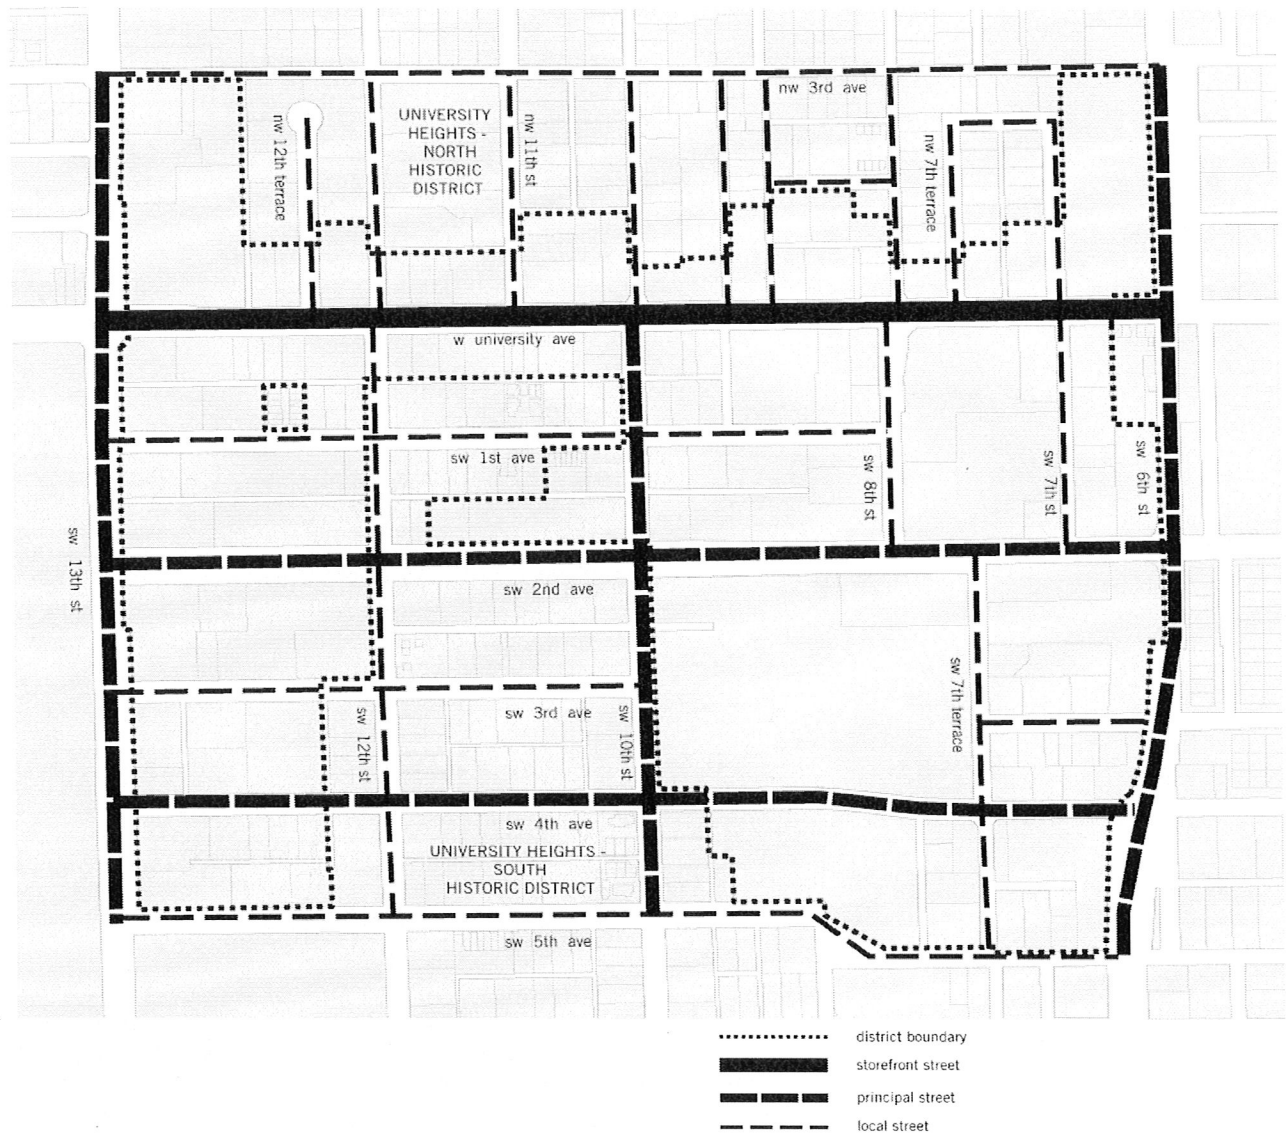 nw 3rd ave
UNIVERSITY
HEIGHTS -
NORTH
HISTORIC
DISTRICT
nw 12th terrace
nw 11th st
nw 7th terrace
w university ave
sw 1st ave
sw 8th st
sw 7th st
sw 6th st
sw 13th st
sw 2nd ave
sw 3rd ave
sw 12th st
sw 10th st
sw 7th terrace
sw 4th ave
UNIVERSITY HEIGHTS -
SOUTH
HISTORIC DISTRICT
sw 5th ave
district boundary
storefront street
principal street
local street